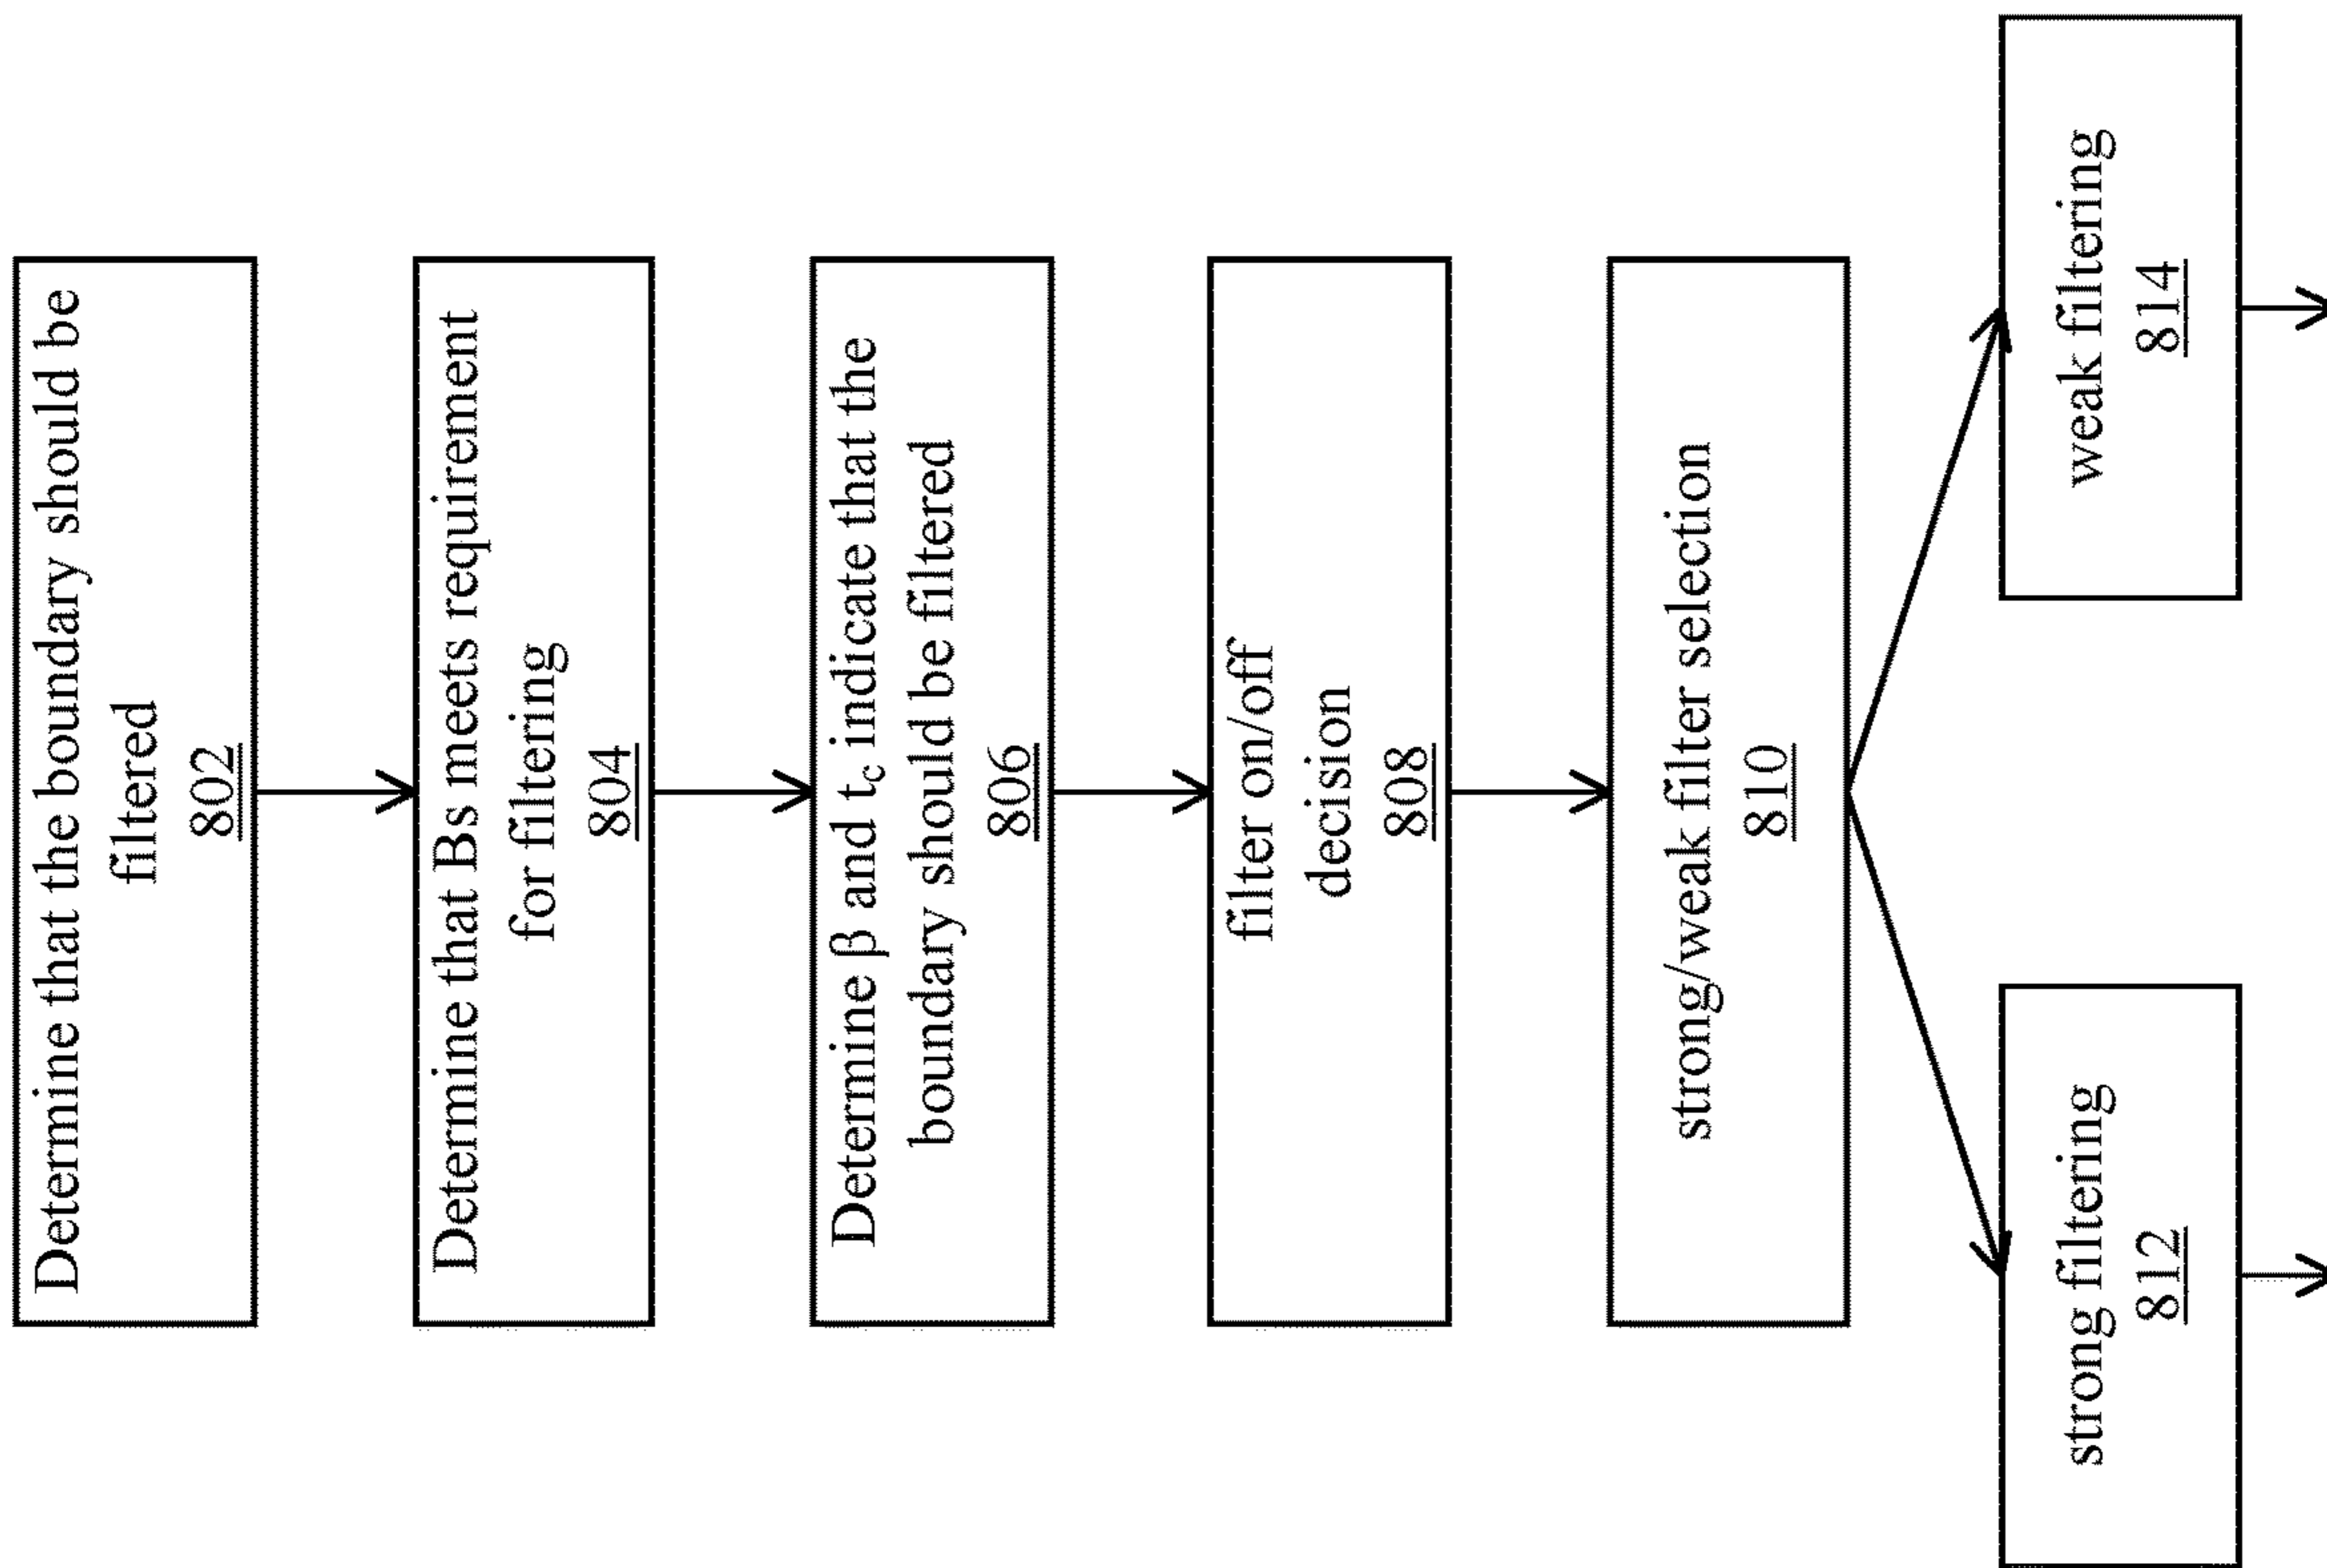 Determine that the boundary should be
filtered
802
Determine that Bs meets requirement
for filtering
804
Determine β and tc indicate that the
boundary should be filtered
806
filter on/off
decision
808
strong/weak filter selection
810
strong filtering
812
weak filtering
814